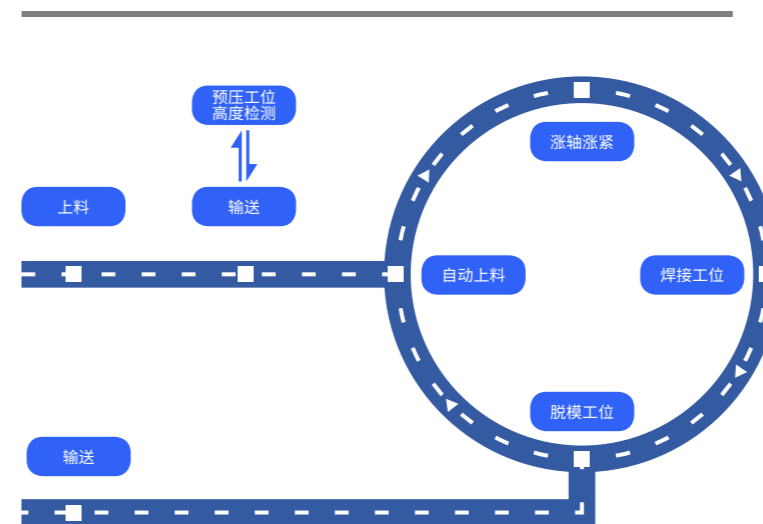 预压工位
高度检测
涨轴涨紧
上料
输送
自动上料
焊接工位
脱模工位
输送